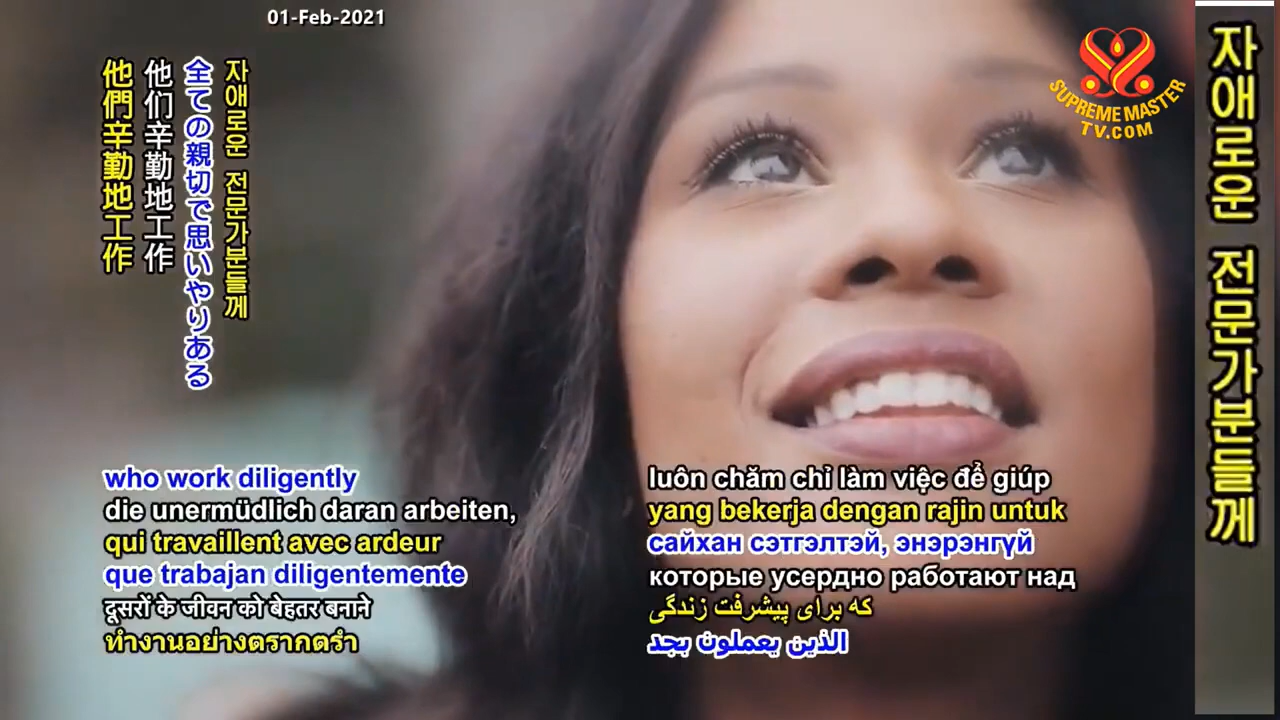 01-Feb-2021
SUPREME MASTER
TV.COM
他們辛勤地工作
他们辛勤地工作
全ての親切で思いやりある
자애로운 전문가분들께
who work diligently
die unermüdlich daran arbeiten,
qui travaillent avec ardeur
que trabajan diligentemente
दूसरों के जीवन को बेहतर बनाने
ทำงานอย่างตรากตรำ
luôn chăm chỉ làm việc để giúp
yang bekerja dengan rajin untuk
сайхан сэтгэлтэй, энэрэнгүй
которые усердно работают над
که برای پیشرفت زندگی
الذين يعملون بجد
자애로운 전문가분들께